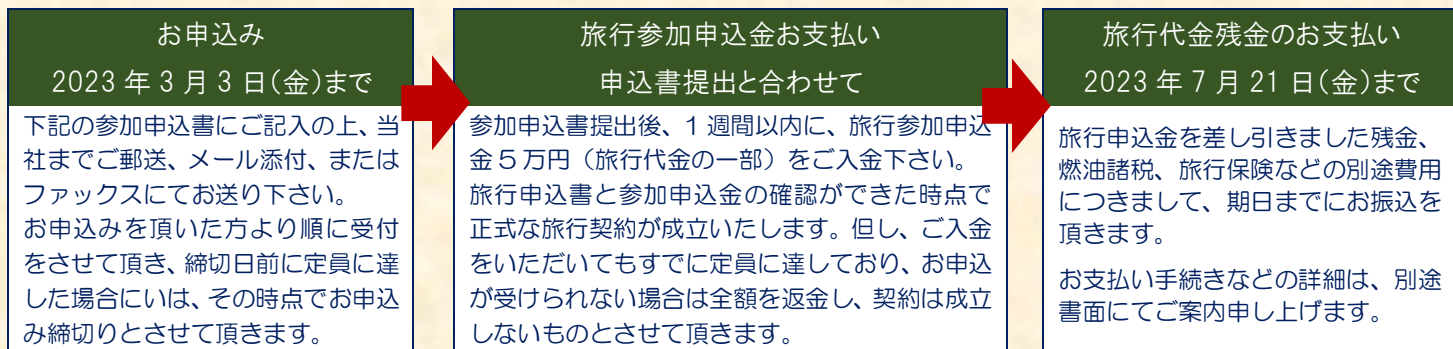 お申込み
2023年3月3日(金)まで
下記の参加申込書にご記入の上、当
社までご郵送、メール添付、または
ファックスにてお送り下さい。
お申込みを頂いた方より順に受付
をさせて頂き、締切日前に定員に達
した場合にいは、その時点でお申込
み締切りとさせて頂きます。
旅行参加申込金お支払い
申込書提出と合わせて
参加申込書提出後、1週間以内に、旅行参加申込
金5万円（旅行代金の一部）をご入金下さい。
旅行申込書と参加申込金の確認ができた時点で
正式な旅行契約が成立いたします。但し、ご入金
をいただいてもすでに定員に達しており、お申込
が受けられない場合は全額を返金し、契約は成立
しないものとさせて頂きます。
旅行代金残金のお支払い
2023年7月21日(金)まで
旅行申込金を差し引きました残金、
燃油諸税、旅行保険などの別途費用
につきまして、期日までにお振込を
頂きます。
お支払い手続きなどの詳細は、別途
書面にてご案内申し上げます。